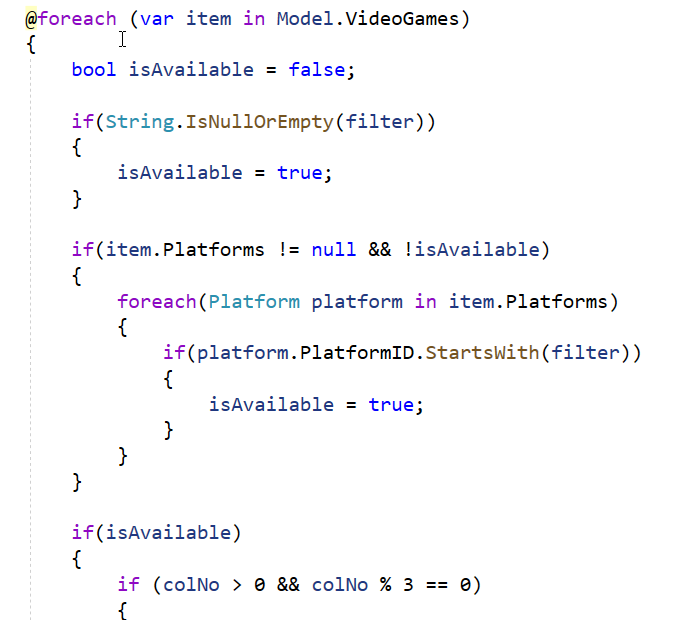 @foreach (var item in Model.VideoGames)
{
    bool isAvailable = false;

    if(String.IsNullOrEmpty(filter))
    {
        isAvailable = true;
    }

    if(item.Platforms != null && !isAvailable)
    {
        foreach(Platform platform in item.Platforms)
        {
            if(platform.PlatformID.StartsWith(filter))
            {
                isAvailable = true;
            }
        }
    }

    if(isAvailable)
    {
        if (colNo > 0 && colNo % 3 == 0)
        {